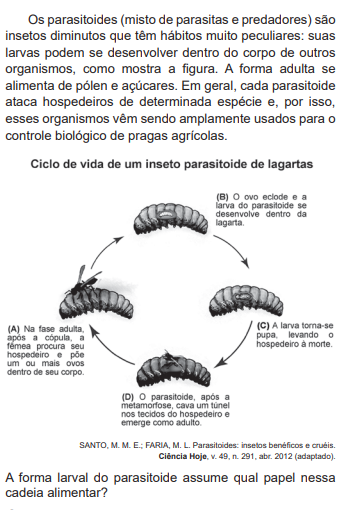 Os parasitoides (misto de parasitas e predadores) são
insetos diminutos que têm hábitos muito peculiares: suas
larvas podem se desenvolver dentro do corpo de outros
organismos, como mostra a figura. A forma adulta se
alimenta de pólen e açúcares. Em geral, cada parasitoide
ataca hospedeiros de determinada espécie e, por isso,
esses organismos vêm sendo amplamente usados para o
controle biológico de pragas agrícolas.
Ciclo de vida de um inseto parasitoide de lagartas
(B) O ovo eclode e a
larva do parasitoide se
desenvolve dentro da
lagarta.
(A) Na fase adulta,
após a cópula, a
fêmea procura seu
hospedeiro e põe
um ou mais ovos
dentro de seu corpo.
(C) A larva torna-se
pupa, levando o
hospedeiro à morte.
(D) O parasitoide, após a
metamorfose, cava um túnel
nos tecidos do hospedeiro e
emerge como adulto.
SANTO, M. M. E.; FARIA, M. L. Parasitoides: insetos benéficos e cruéis.
Ciência Hoje, v. 49, n. 291, abr. 2012 (adaptado).
A forma larval do parasitoide assume qual papel nessa
cadeia alimentar?